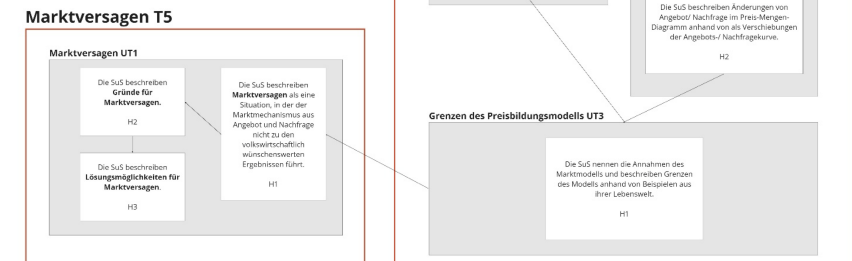 Marktversagen T5
Marktversagen UT1
Die SuS beschreiben
Gründe für
Marktversagen.
H2
Die SuS beschreiben
Lösungsmöglichkeiten für
Marktversagen.
H3
Die SuS beschreiben
Marktversagen als eine
Situation, in der der
Marktmechanismus aus
Angebot und Nachfrage
nicht zu den
volkswirtschaftlich
wünschenswerten
Ergebnissen führt.
H1
Die SuS beschreiben Änderungen von
Angebot/ Nachfrage im Preis-Mengen-
Diagramm anhand von als Verschiebungen
der Angebots-/ Nachfragekurve.
H2
Grenzen des Preisbildungsmodells UT3
Die SuS nennen die Annahmen des
Marktmodells und beschreiben Grenzen
des Modells anhand von Beispielen aus
ihrer Lebenswelt.
H1